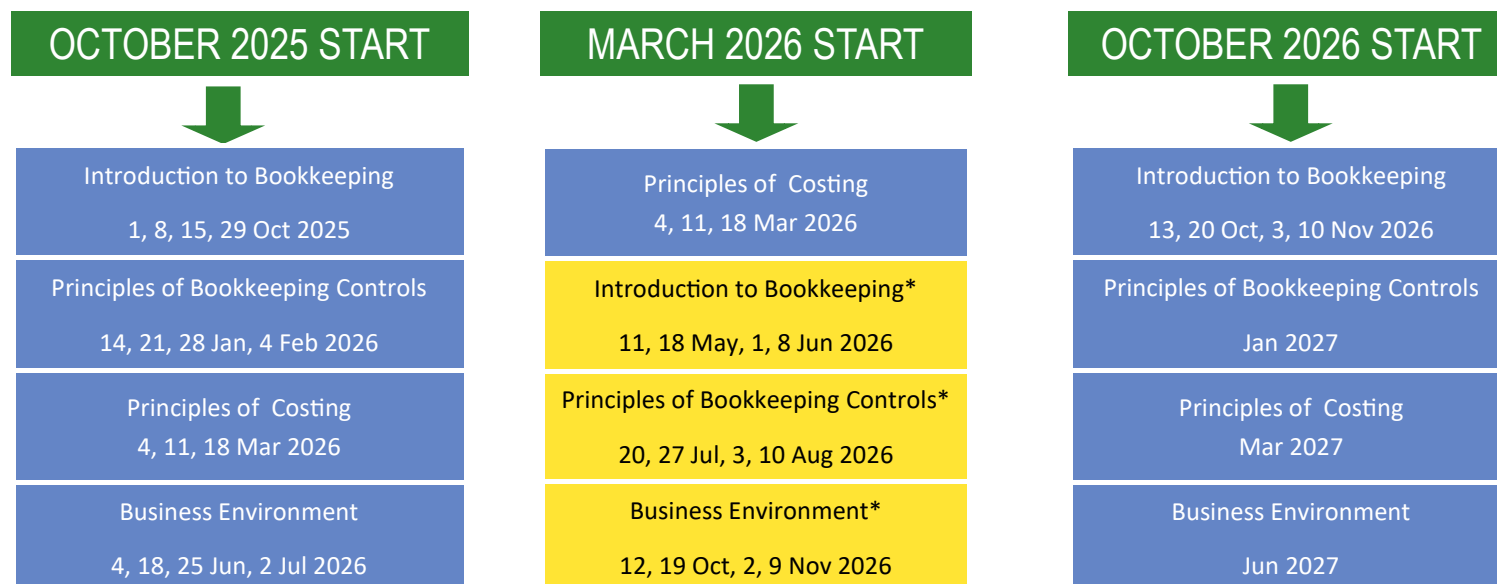 OCTOBER 2025 START
Introduction to Bookkeeping
1, 8, 15, 29 Oct 2025
Principles of Bookkeeping Controls
14, 21, 28 Jan, 4 Feb 2026
Principles of  Costing
4, 11, 18 Mar 2026
Business Environment
4, 18, 25 Jun, 2 Jul 2026
MARCH 2026 START
Principles of  Costing
4, 11, 18 Mar 2026
Introduction to Bookkeeping*
11, 18 May, 1, 8 Jun 2026
Principles of Bookkeeping Controls*
20, 27 Jul, 3, 10 Aug 2026
Business Environment*
12, 19 Oct, 2, 9 Nov 2026
OCTOBER 2026 START
Introduction to Bookkeeping
13, 20 Oct, 3, 10 Nov 2026
Principles of Bookkeeping Controls
Jan 2027
Principles of  Costing
Mar 2027
Business Environment
Jun 2027